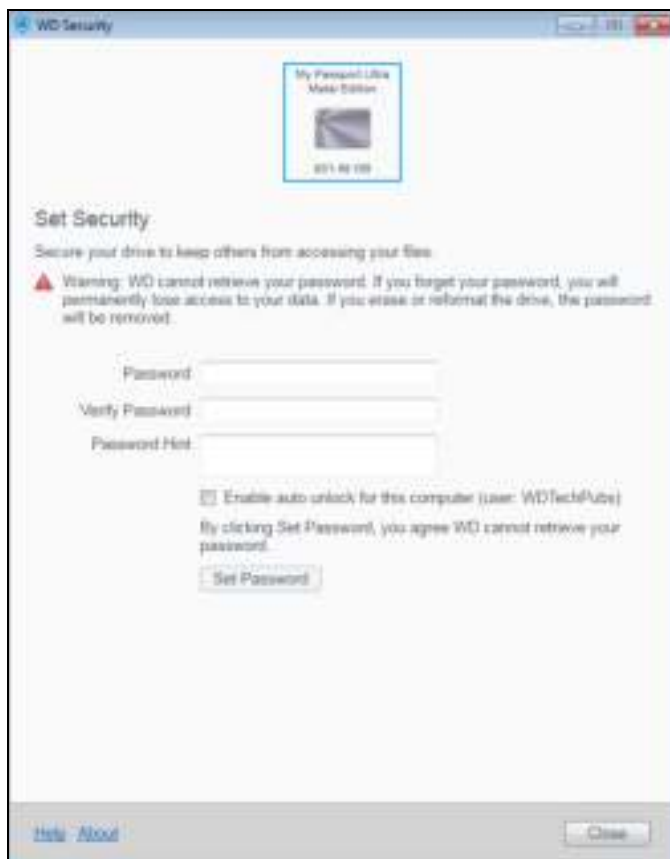 WD Security
My Passport Ultra
Metal Edition
Set Security
Secure your drive to keep others from accessing your files.
Warning: WD cannot retrieve your password. If you forget your password, you will
permanently lose access to your data. If you erase or reformat the drive, the password
will be removed.
Password
Verify Password
Password Hint
Enable auto unlock for this computer (user: WDTechPubs)
By clicking Set Password, you agree WD cannot retrieve your
password.
Set Password
Help About
Close